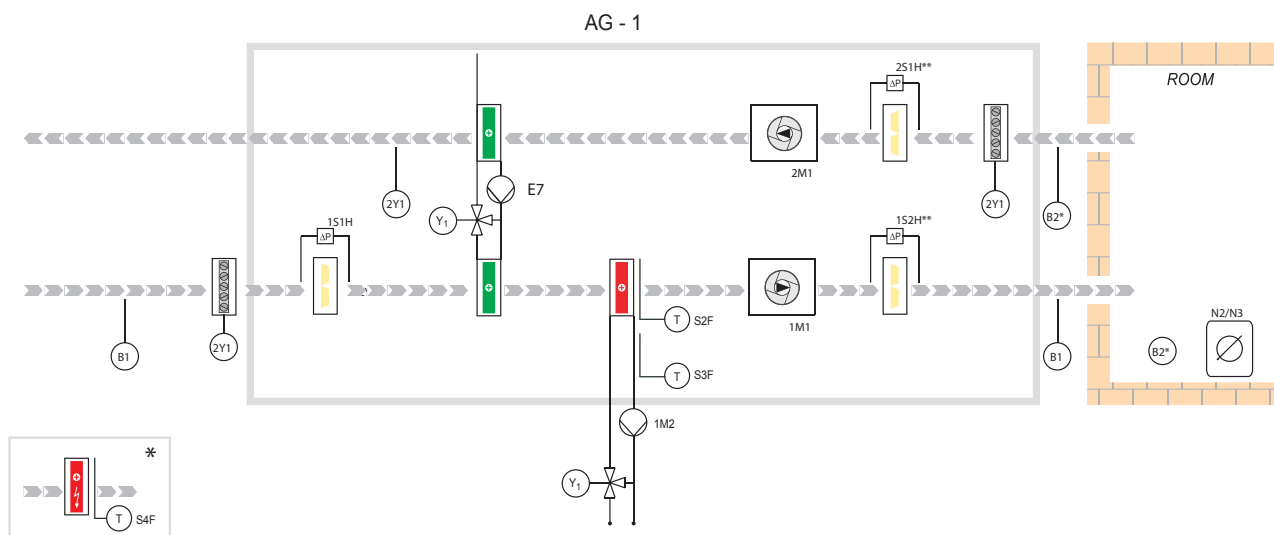 AG - 1
2S1H**
ΔP
ROOM
2M1
2Y1
E7
2Y1
B2*
Y1
1S1H
ΔP
1S2H**
ΔP
B1
2Y1
T S2F
1M1
B1
N2/N3
B2*
T S3F
1M2
Y1
*
T S4F